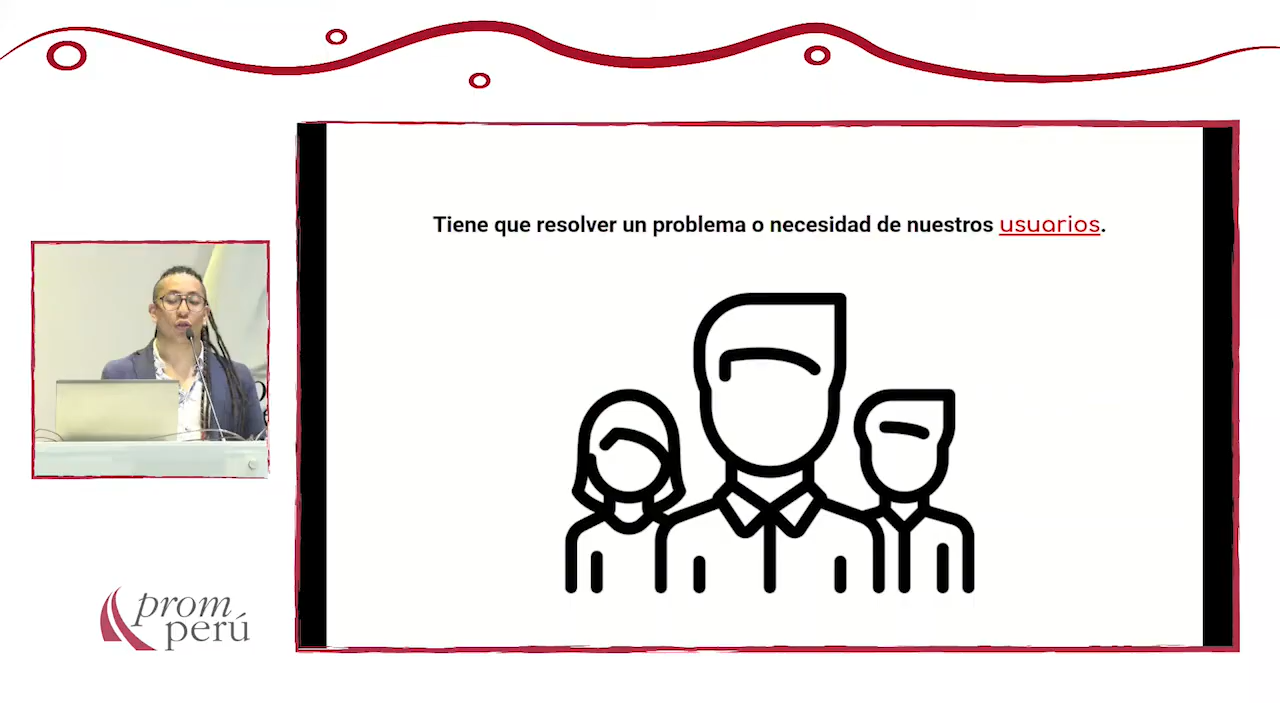 Tiene que resolver un problema o necesidad de nuestros usuarios.
prom
perú